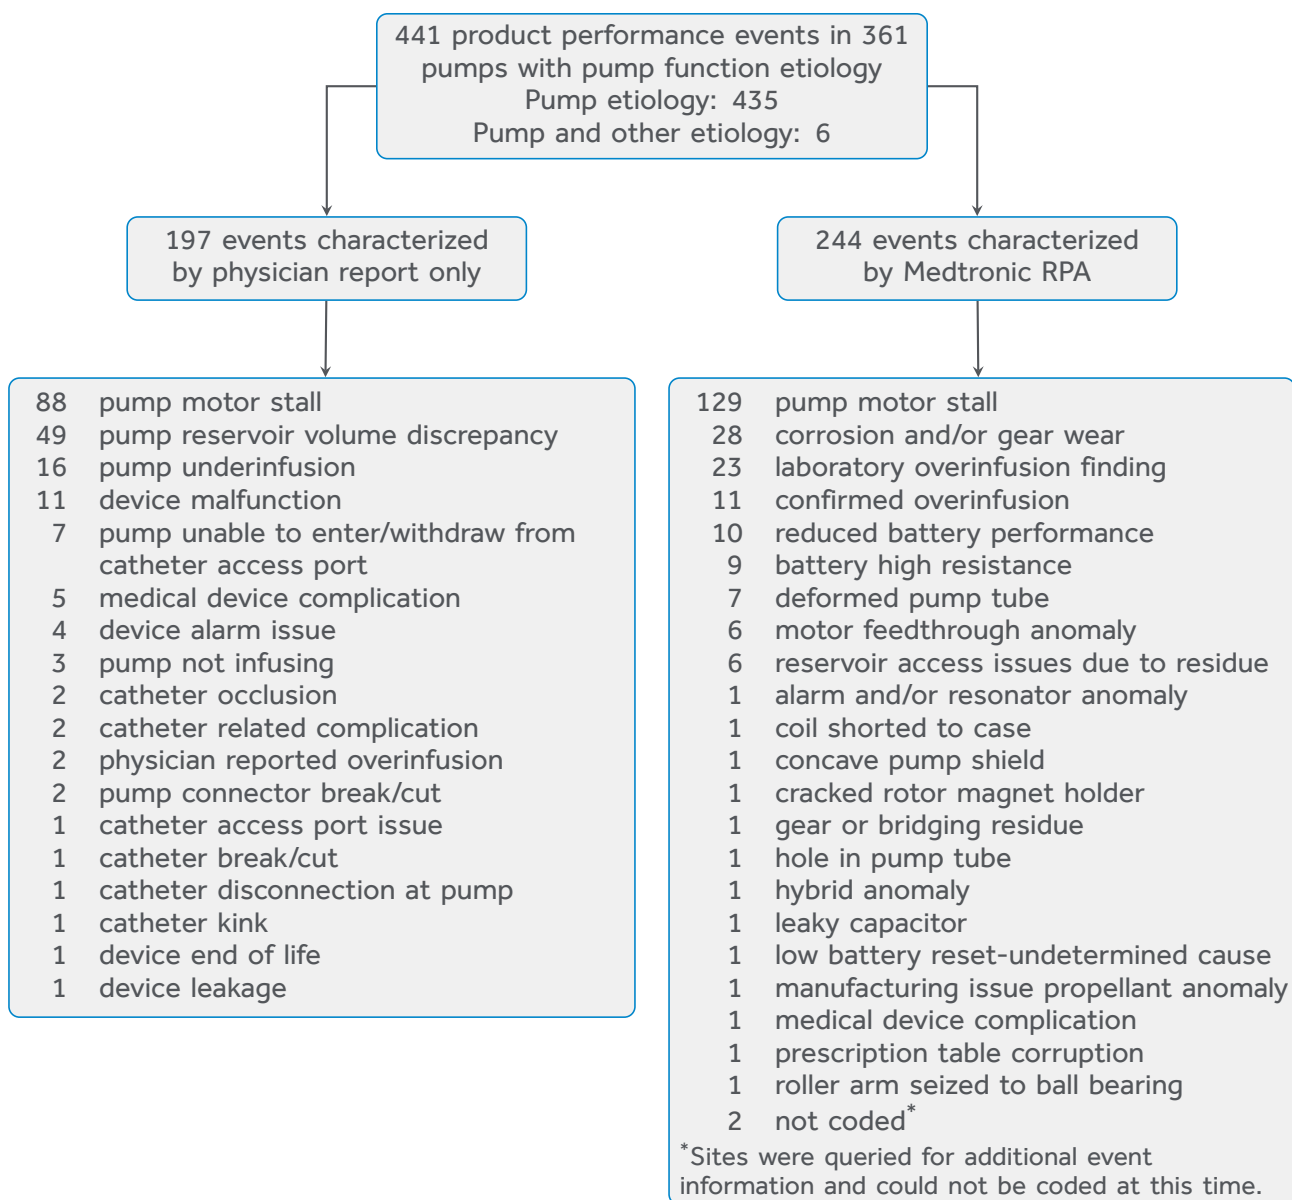 441 product performance events in 361
pumps with pump function etiology
Pump etiology: 435
Pump and other etiology: 6
197 events characterized
by physician report only
244 events characterized
by Medtronic RPA
88 pump motor stall
49 pump reservoir volume discrepancy
16 pump underinfusion
11 device malfunction
7 pump unable to enter/withdraw from
catheter access port
5 medical device complication
4 device alarm issue
3 pump not infusing
2 catheter occlusion
2 catheter related complication
2 physician reported overinfusion
2 pump connector break/cut
1 catheter access port issue
1 catheter break/cut
1 catheter disconnection at pump
1 catheter kink
1 device end of life
1 device leakage
129 pump motor stall
28 corrosion and/or gear wear
23 laboratory overinfusion finding
11 confirmed overinfusion
10 reduced battery performance
9 battery high resistance
7 deformed pump tube
6 motor feedthrough anomaly
6 reservoir access issues due to residue
1 alarm and/or resonator anomaly
1 coil shorted to case
1 concave pump shield
1 cracked rotor magnet holder
1 gear or bridging residue
1 hole in pump tube
1 hybrid anomaly
1 leaky capacitor
1 low battery reset-undetermined cause
1 manufacturing issue propellant anomaly
1 medical device complication
1 prescription table corruption
1 roller arm seized to ball bearing
2 not coded*
*Sites were queried for additional event
information and could not be coded at this time.